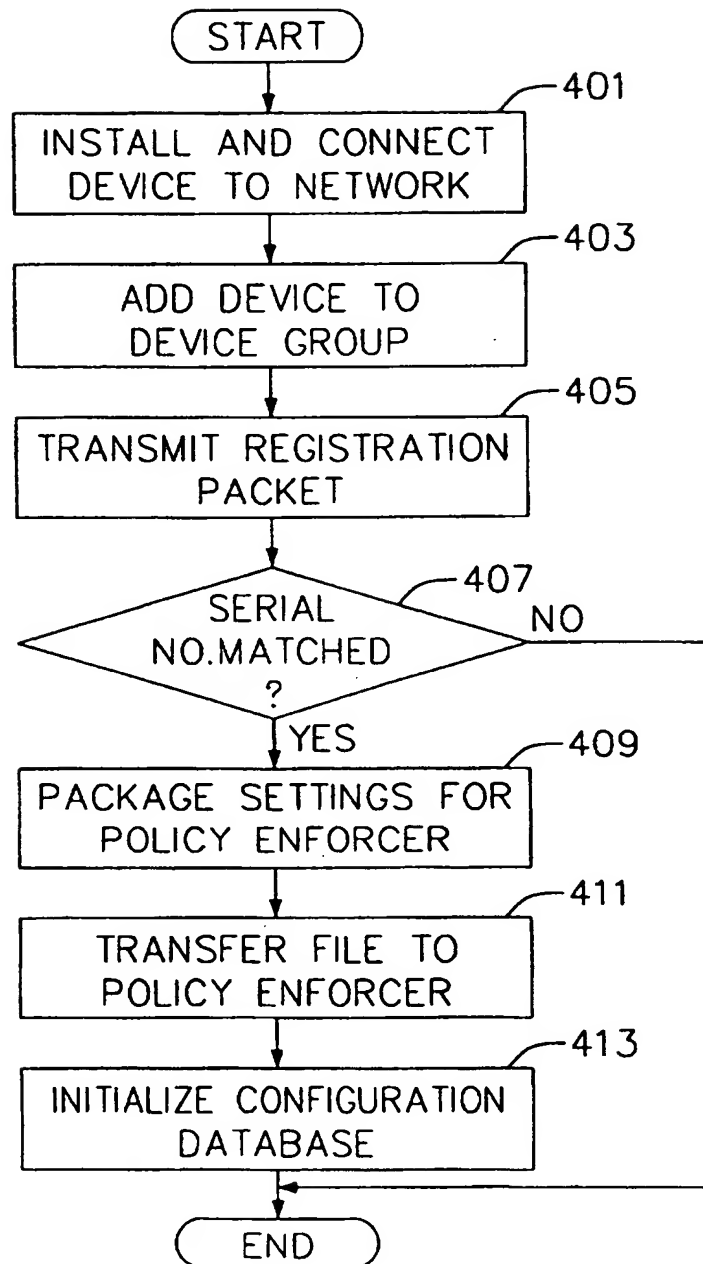 START
401
INSTALL AND CONNECT
DEVICE TO NETWORK
403
ADD DEVICE TO
DEVICE GROUP
405
TRANSMIT REGISTRATION
PACKET
407
SERIAL
NO.MATCHED
?
NO
YES
409
PACKAGE SETTINGS FOR
POLICY ENFORCER
411
TRANSFER FILE TO
POLICY ENFORCER
413
INITIALIZE CONFIGURATION
DATABASE
END